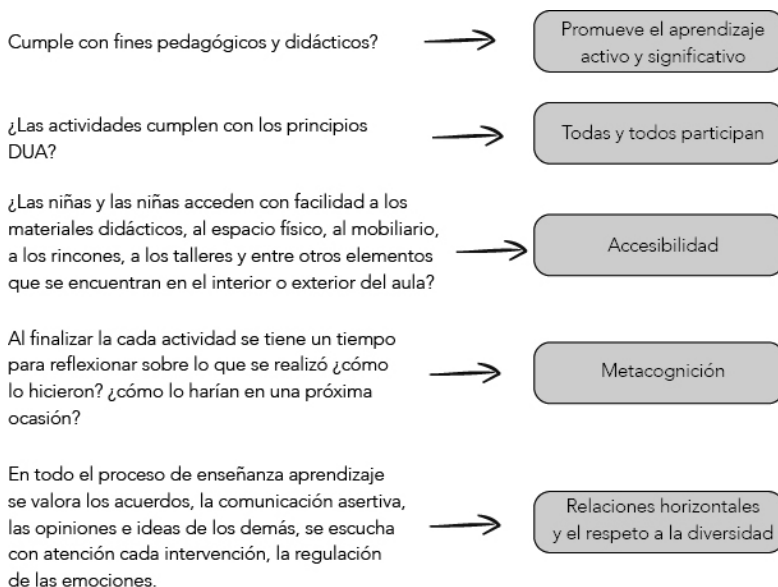 Cumple con fines pedagógicos y didácticos?
Promueve el aprendizaje
activo y significativo
¿Las actividades cumplen con los principios
DUA?
Todas y todos participan
¿Las niñas y las niñas acceden con facilidad a los
materiales didácticos, al espacio físico, al mobiliario,
a los rincones, a los talleres y entre otros elementos
que se encuentran en el interior o exterior del aula?
Accesibilidad
Al finalizar la cada actividad se tiene un tiempo
para reflexionar sobre lo que se realizó ¿cómo
lo hicieron? ¿cómo lo harían en una próxima
ocasión?
Metacognición
En todo el proceso de enseñanza aprendizaje
se valora los acuerdos, la comunicación asertiva,
las opiniones e ideas de los demás, se escucha
con atención cada intervención, la regulación
de las emociones.
Relaciones horizontales
y el respeto a la diversidad